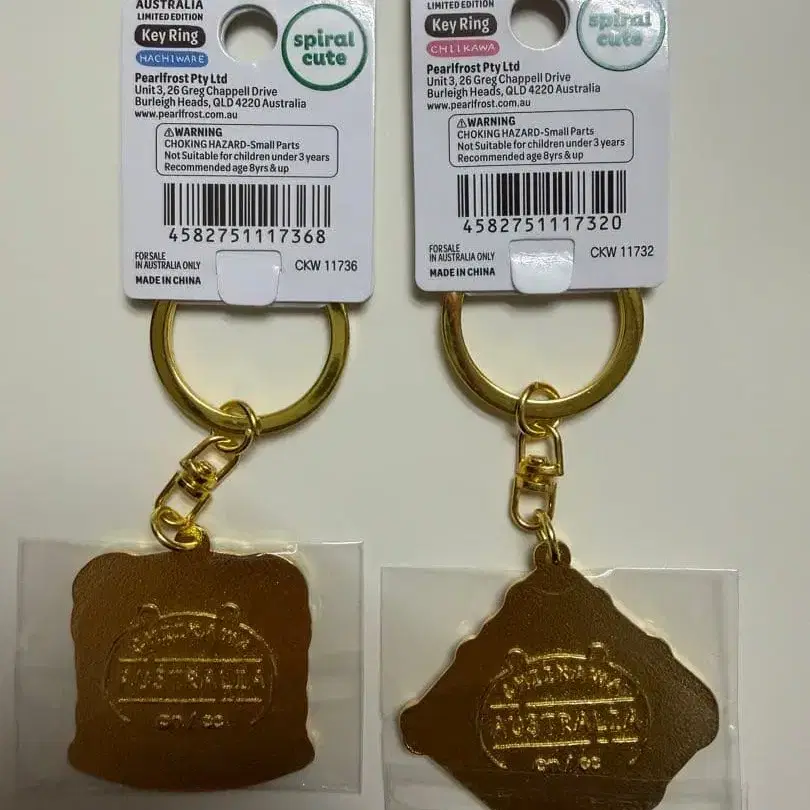 AUSTRALIA
LIMITED EDITION
Key Ring
HACHIWARE
spiral
cute
Pearlfrost Pty Ltd
Unit 3, 26 Greg Chappell Drive
Burleigh Heads, QLD 4220 Australia
www.pearlfrost.com.au
⚠WARNING
CHOKING HAZARD-Small Parts
Not Suitable for children under 3 years
Recommended age 8yrs & up
4582751117368
FOR SALE
IN AUSTRALIA ONLY
CKW 11736
MADE IN CHINA
CHIIKAWA
AUSTRALIA
LIMITED EDITION
Key Ring
CHIIKAWA
spiral
cute
Pearlfrost Pty Ltd
Unit 3, 26 Greg Chappell Drive
Burleigh Heads, QLD 4220 Australia
www.pearlfrost.com.au
⚠WARNING
CHOKING HAZARD-Small Parts
Not Suitable for children under 3 years
Recommended age 8yrs & up
4582751117320
FOR SALE
IN AUSTRALIA ONLY
CKW 11732
MADE IN CHINA
CHIIKAWA
AUSTRALIA